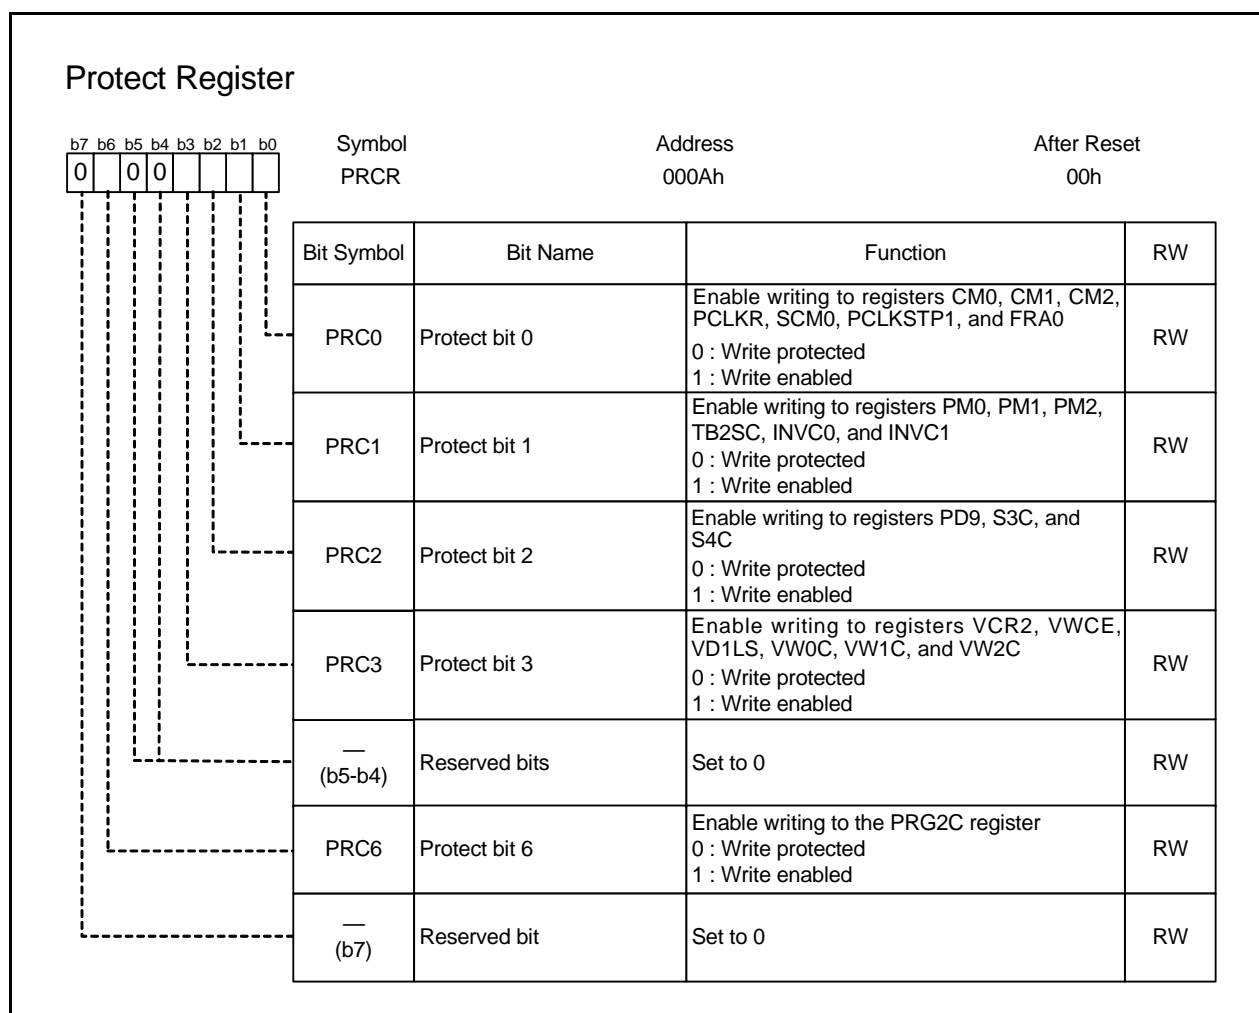 Protect Register
b7 b6 b5 b4 b3 b2 b1 b0
0 0 0
Symbol Address After Reset
PRCR 000Ah 00h
Bit Symbol Bit Name Function RW
PRC0 Protect bit 0 Enable writing to registers CM0, CM1, CM2,
PCLKR, SCM0, PCLKSTP1, and FRA0
0 : Write protected
1 : Write enabled
RW
PRC1 Protect bit 1 Enable writing to registers PM0, PM1, PM2,
TB2SC, INVC0, and INVC1
0 : Write protected
1 : Write enabled
RW
PRC2 Protect bit 2 Enable writing to registers PD9, S3C, and
S4C
0 : Write protected
1 : Write enabled
RW
PRC3 Protect bit 3 Enable writing to registers VCR2, VWCE,
VD1LS, VW0C, VW1C, and VW2C
0 : Write protected
1 : Write enabled
RW
—
(b5-b4) Reserved bits Set to 0 RW
PRC6 Protect bit 6 Enable writing to the PRG2C register
0 : Write protected
1 : Write enabled
RW
—
(b7) Reserved bit Set to 0 RW